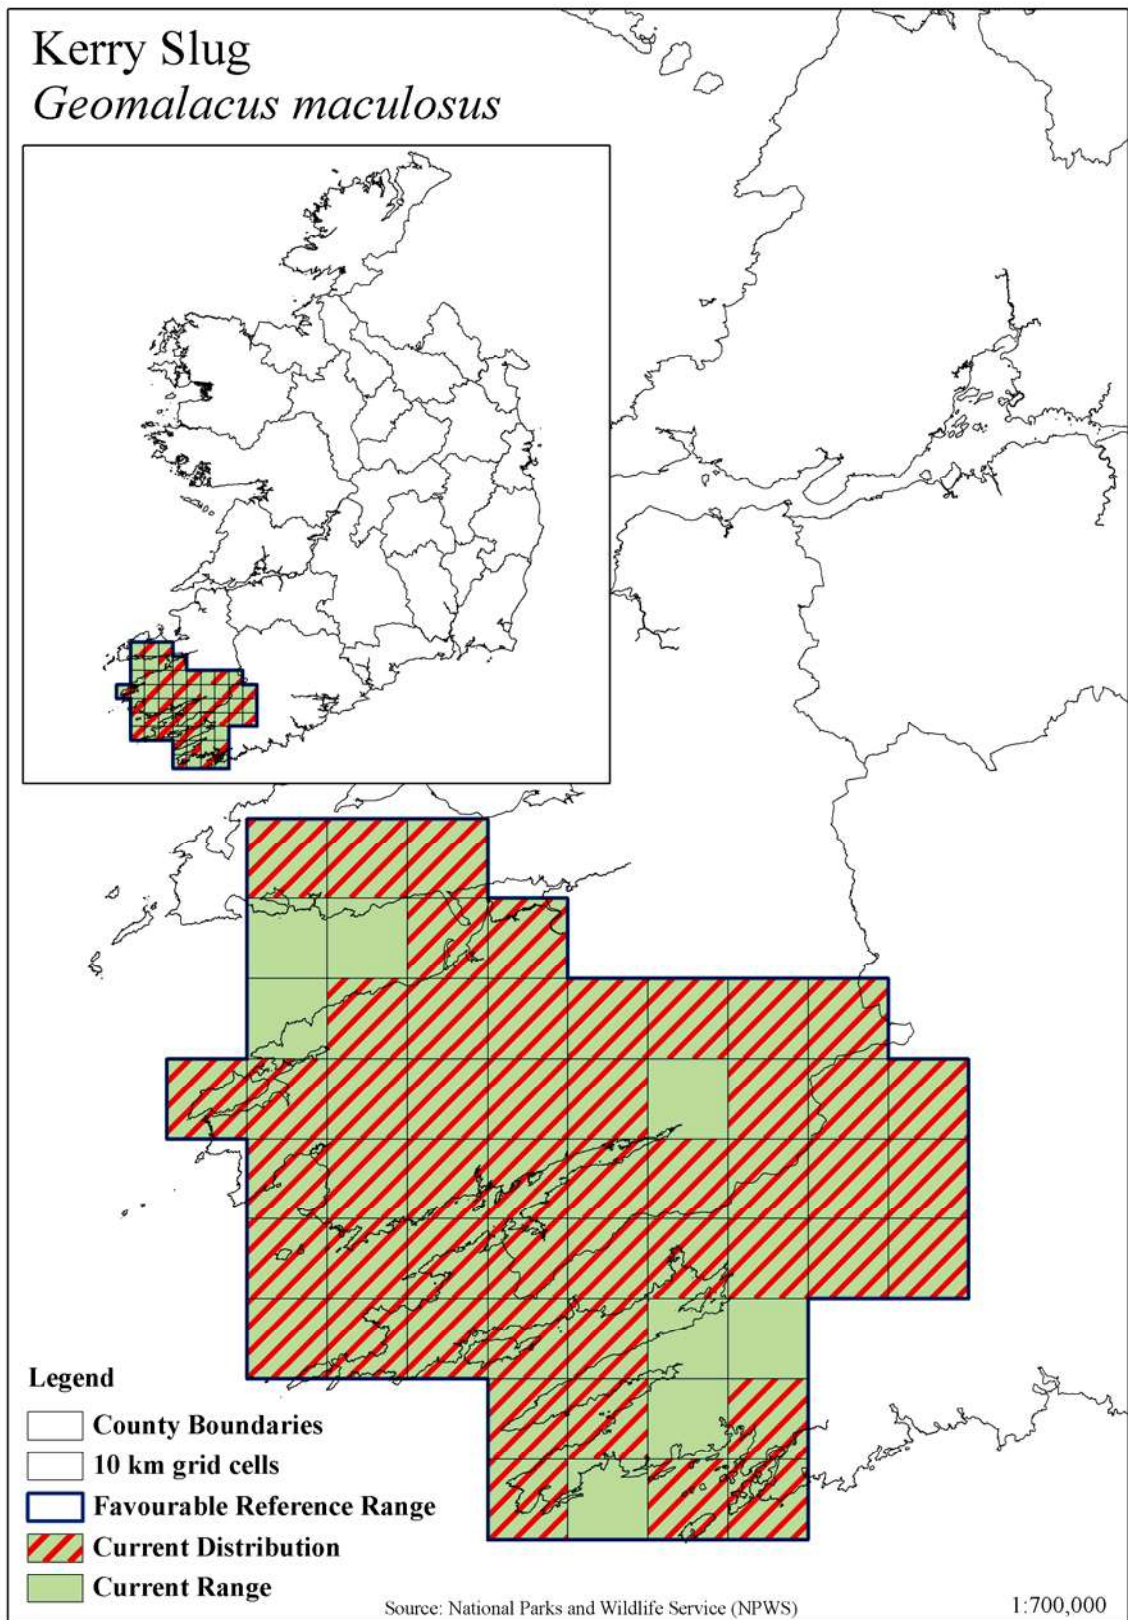 Kerry Slug
Geomalacus maculosus
Legend
County Boundaries
10 km grid cells
Favourable Reference Range
Current Distribution
Current Range
Source: National Parks and Wildlife Service (NPWS)
1:700,000